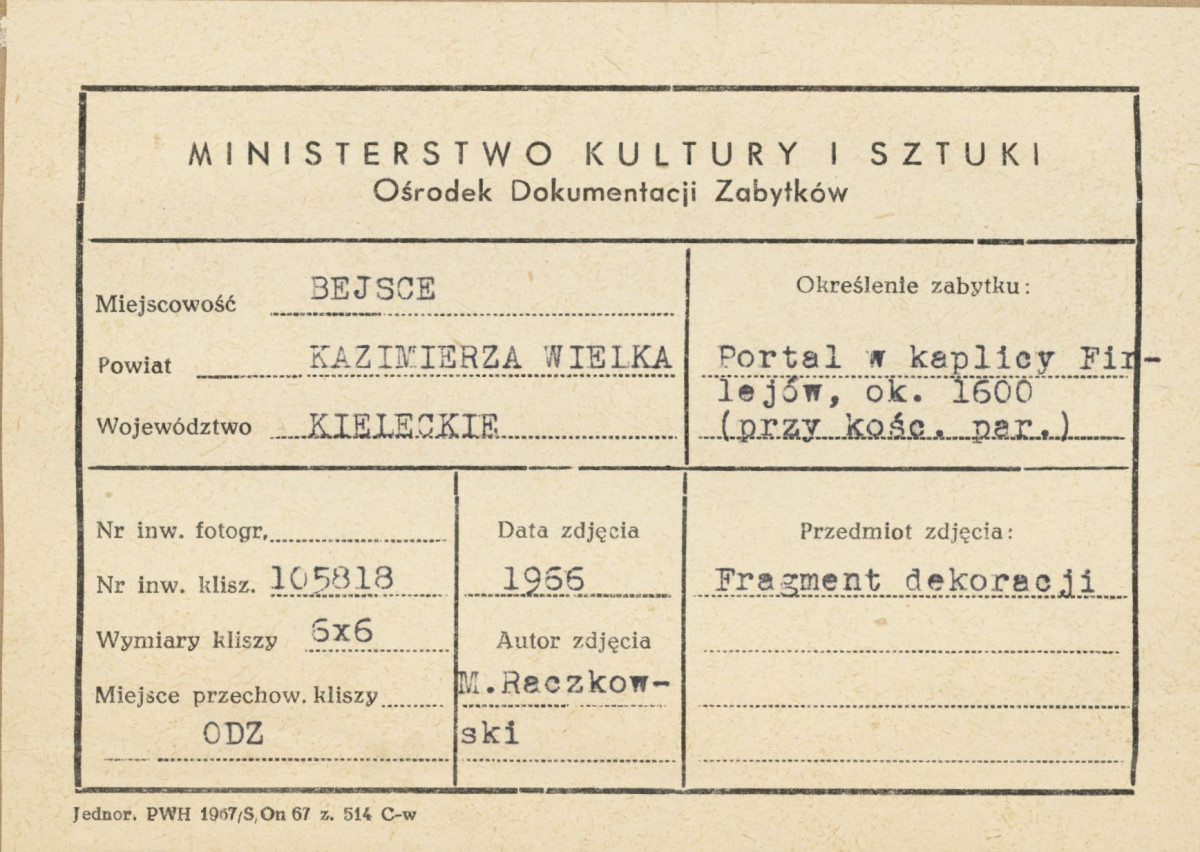 MINISTERSTWO KULTURY I SZTUKI
Ośrodek Dokumentacji Zabytków
Miejscowość BEJSCE
Powiat KAZIMIERZA WIELKA
Województwo KIELECKIE
Określenie zabytku:
Portal w kaplicy Fir-
lejów, ok. 1600
(przy kośc. par.)
Nr inw. fotogr.
Nr inw. klisz. 105818
Wymiary kliszy 6x6
Miejsce przechow. kliszy
ODZ
Data zdjęcia
1966
Autor zdjęcia
M.Raczkow-
ski
Przedmiot zdjęcia:
Fragment dekoracji
Jednor. PWH 1967/S,On 67 z. 514 C-w